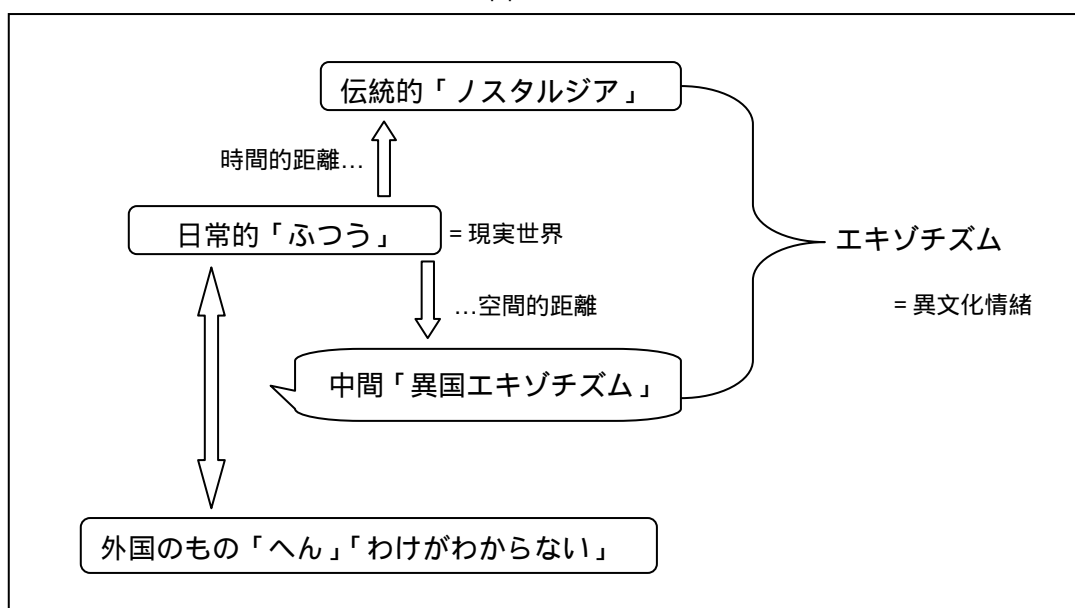 伝統的「ノスタルジア」
時間的距離…
日常的「ふつう」
= 現実世界
エキゾチズム
…空間的距離
= 異文化情緒
中間「異国エキゾチズム」
外国のもの「へん」「わけがわからない」